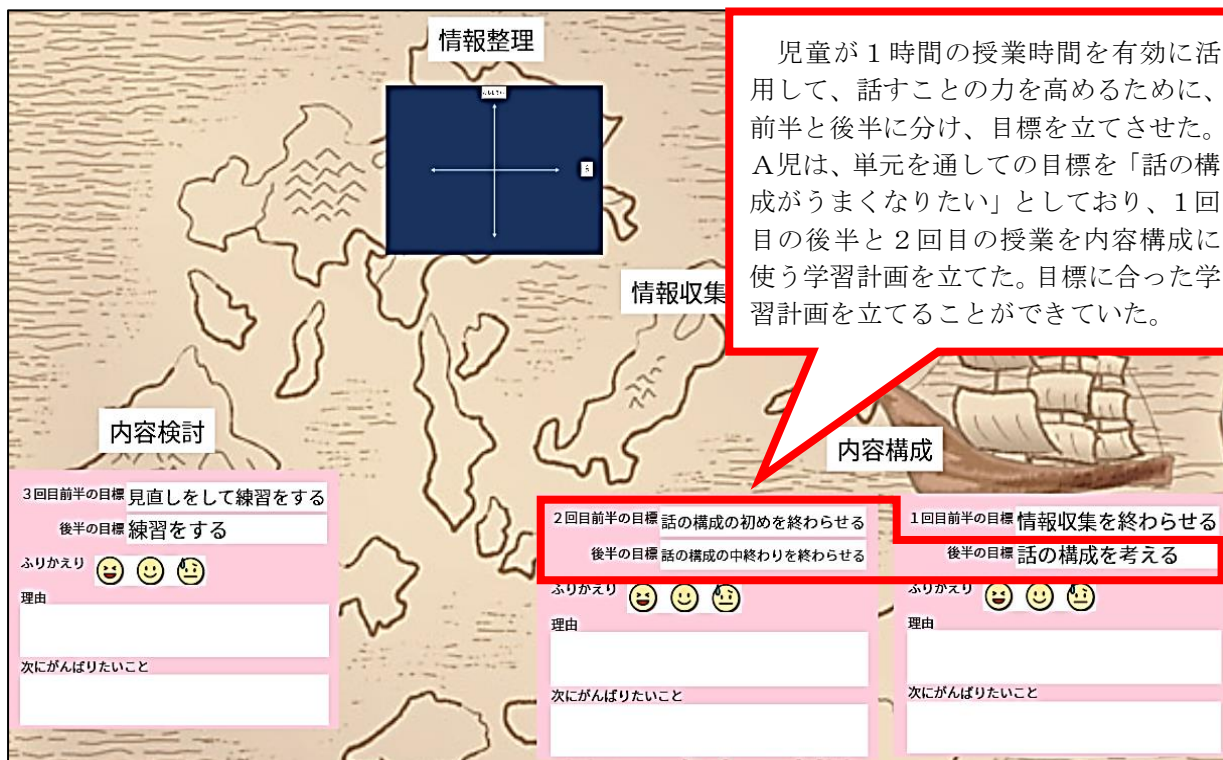 情報整理
児童が１時間の授業時間を有効に活
用して、話すことの力を高めるために、
前半と後半に分け、目標を立てさせた。
Ａ児は、単元を通しての目標を「話の構
成がうまくなりたい」としており、１回
目の後半と２回目の授業を内容構成に
使う学習計画を立てた。目標に合った学
習計画を立てることができていた。
情報収集
内容検討
内容構成
３回目前半の目標 見直しをして練習をする
後半の目標 練習をする
ふりかえり
理由
次にがんばりたいこと
２回目前半の目標 話の構成の初めを終わらせる
後半の目標 話の構成の中終わりを終わらせる
ふりかえり
理由
次にがんばりたいこと
１回目前半の目標 情報収集を終わらせる
後半の目標 話の構成を考える
ふりかえり
理由
次にがんばりたいこと